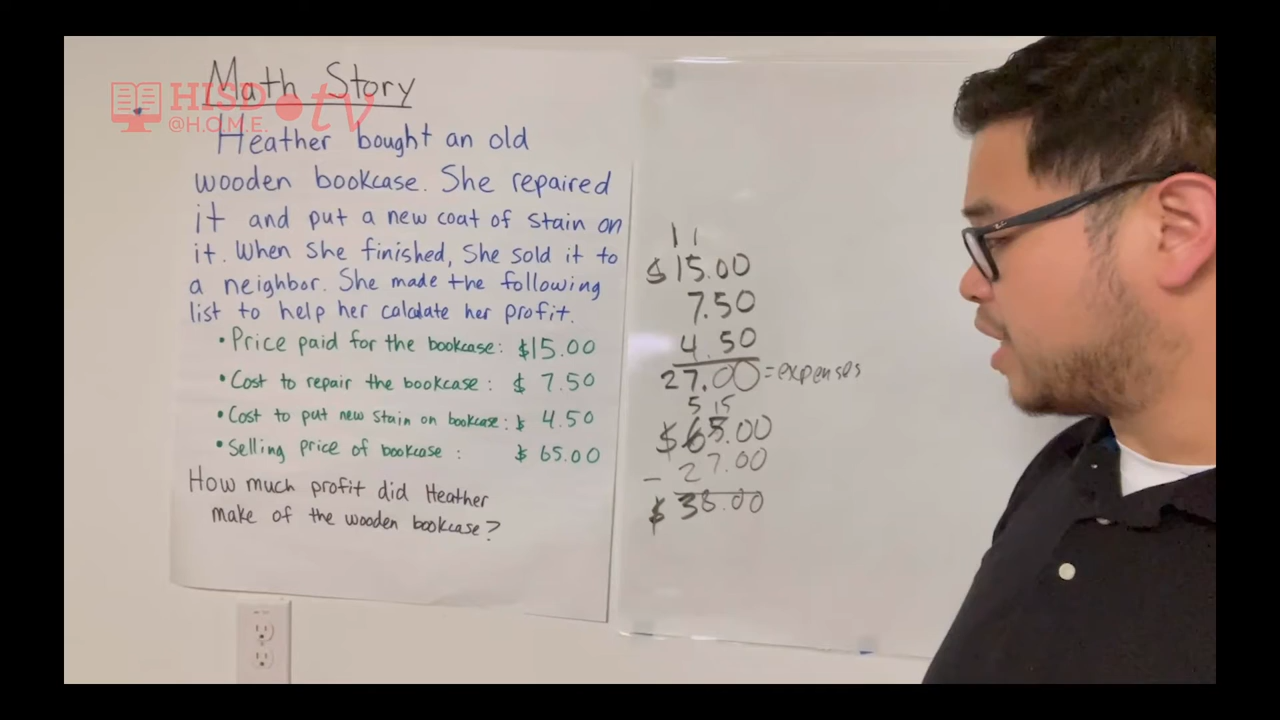 Math Story
HISD
tv
@H.O.M.E.
Heather bought an old
wooden bookcase. She repaired
it and put a new coat of stain on
it. When she finished, She sold it to
a neighbor. She made the following
list to help her calculate her profit.
• Price paid for the bookcase: $15.00
• Cost to repair the bookcase: $ 7.50
• Cost to put new stain on bookcase: $ 4.50
• Selling price of bookcase : $ 65.00
How much profit did Heather
make of the wooden bookcase?
1 1
$15.00
7.50
4.50
27.00 = expenses
5 15
$65.00
- 27.00
$38.00